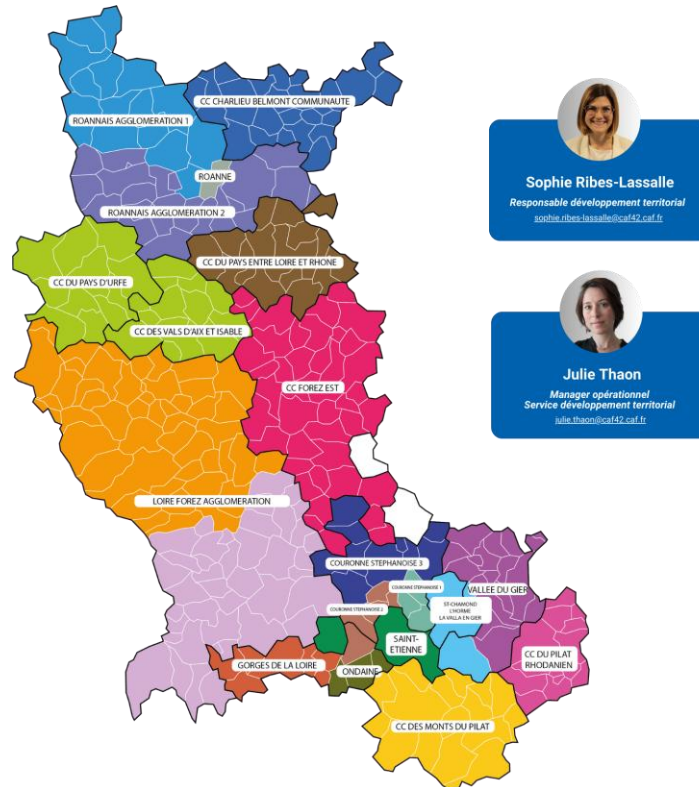 CC CHARLIEU BELMONT COMMUNAUTE
ROANNAIS AGGLOMERATION 1
ROANNE
ROANNAIS AGGLOMERATION 2
CC DU PAYS ENTRE LOIRE ET RHONE
CC DU PAYS D'URFE
CC DES VALS D'AIX ET ISABLE
CC FOREZ EST
LOIRE FOREZ AGGLOMERATION
COURONNE STEPHANOISE 3
COURONNE STEPHANOISE 1
VALLEE DU GIER
COURONNE STEPHANOISE 2
ST-CHAMOND
L'HORME
LA VALLA EN GIER
SAINT-
ETIENNE
GORGES DE LA LOIRE
ONDAINE
CC DU PILAT
RHODANIEN
CC DES MONTS DU PILAT
Sophie Ribes-Lassalle
Responsable développement territorial
sophie.ribes-lassalle@caf42.caf.fr
Julie Thaon
Manager opérationnel
Service développement territorial
julie.thaon@caf42.caf.fr